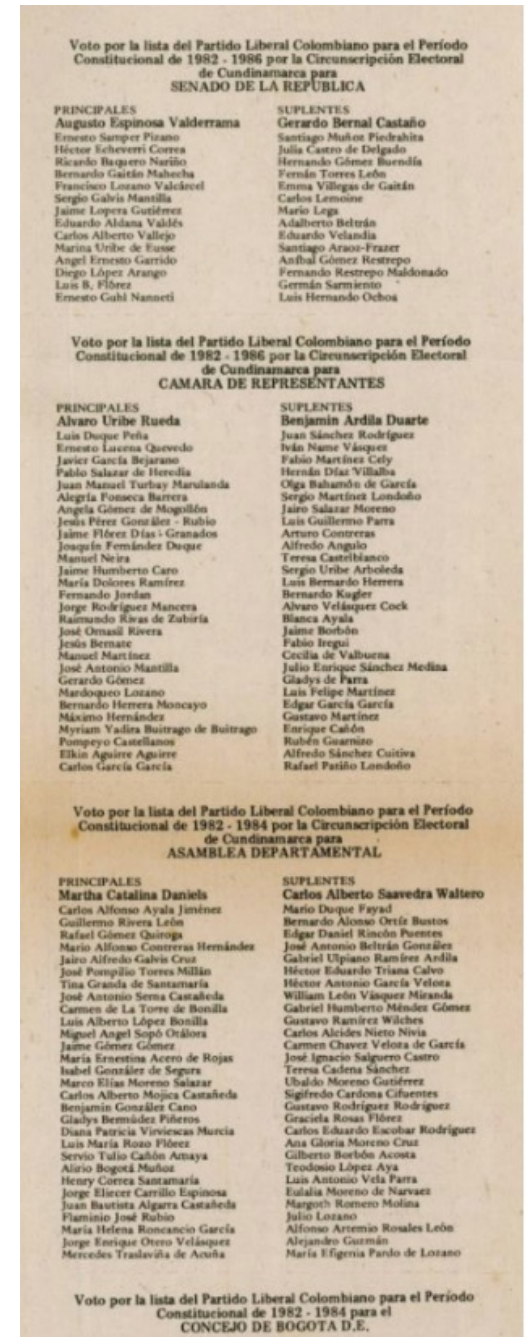 Voto por la lista del Partido Liberal Colombiano para el Período
Constitucional de 1982 - 1986 por la Circunscripción Electoral
de Cundinamarca para
SENADO DE LA REPUBLICA
PRINCIPALES
Augusto Espinosa Valderrama
Ernesto Samper Pizano
Héctor Echeverri Correa
Ricardo Baquero Nariño
Bernardo Gaitán Mahecha
Francisco Lozano Valcárcel
Sergio Galvis Mantilla
Jaime Lopera Gutiérrez
Eduardo Aldana Valdés
Carlos Alberto Vallejo
Marina Uribe de Eusse
Angel Ernesto Garrido
Diego López Arango
Luis B. Flórez
Ernesto Guhl Nanneti
SUPLENTES
Gerardo Bernal Castaño
Santiago Muñoz Piedrahita
Julia Castro de Delgado
Hernando Gómez Buendía
Fernán Torres León
Emma Villegas de Gaitán
Carlos Lemoine
Mario Lega
Adalberto Beltrán
Eduardo Velandia
Santiago Araoz-Frazer
Aníbal Gómez Restrepo
Fernando Restrepo Maldonado
Germán Sarmiento
Luis Hernando Ochoa
Voto por la lista del Partido Liberal Colombiano para el Período
Constitucional de 1982 - 1986 por la Circunscripción Electoral
de Cundinamarca para
CAMARA DE REPRESENTANTES
PRINCIPALES
Alvaro Uribe Rueda
Luis Duque Peña
Ernesto Lucena Quevedo
Javier García Bejarano
Pablo Salazar de Heredia
Juan Manuel Turbay Marulanda
Alegría Fonseca Barrera
Angela Gómez de Mogollón
Jesús Pérez González - Rubio
Jaime Flórez Días - Granados
Joaquín Fernández Duque
Manuel Neira
Jaime Humberto Caro
María Dolores Ramírez
Fernando Jordan
Jorge Rodríguez Mancera
Raimundo Rivas de Zubiría
José Omasil Rivera
Jesús Bernate
Manuel Martínez
José Antonio Mantilla
Gerardo Gómez
Mardoqueo Lozano
Bernardo Herrera Moncayo
Máximo Hernández
Myriam Yadira Buitrago de Buitrago
Pompeyo Castellanos
Elkin Aguirre Aguirre
Carlos García García
SUPLENTES
Benjamin Ardila Duarte
Juan Sánchez Rodríguez
Iván Name Vásquez
Fabio Martínez Cely
Hernán Díaz Villalba
Olga Bahamón de García
Sergio Martínez Londoño
Jairo Salazar Moreno
Luis Guillermo Parra
Arturo Contreras
Alfredo Angulo
Teresa Castelblanco
Sergio Uribe Arboleda
Luis Bernardo Herrera
Bernardo Kugler
Alvaro Velásquez Cock
Blanca Ayala
Jaime Borbón
Fabio Iregui
Cecilia de Valbuena
Julio Enrique Sánchez Medina
Gladys de Parra
Luis Felipe Martínez
Edgar García García
Gustavo Martínez
Enrique Cañón
Rubén Guarnizo
Alfredo Sánchez Cuitiva
Rafael Patiño Londoño
Voto por la lista del Partido Liberal Colombiano para el Período
Constitucional de 1982 - 1984 por la Circunscripción Electoral
de Cundinamarca para
ASAMBLEA DEPARTAMENTAL
PRINCIPALES
Martha Catalina Daniels
Carlos Alfonso Ayala Jiménez
Guillermo Rivera León
Rafael Gómez Quiroga
Mario Alfonso Contreras Hernández
Jairo Alfredo Galvis Cruz
José Pompilio Torres Millán
Tina Granda de Santamaría
José Antonio Serna Castañeda
Carmen de La Torre de Bonilla
Luis Alberto López Bonilla
Miguel Angel Sopó Otálora
Jaime Gómez Gómez
María Ernestina Acero de Rojas
Isabel González de Segura
Marco Elías Moreno Salazar
Carlos Alberto Mojica Castañeda
Benjamin González Cano
Gladys Bermúdez Piñeros
Diana Patricia Virviescas Murcia
Luis María Rozo Flórez
Servio Tulio Cañón Amaya
Alirio Bogotá Muñoz
Henry Correa Santamaría
Jorge Eliecer Carrillo Espinosa
Juan Bautista Algarra Castañeda
Flaminio José Rubio
María Helena Roncancio García
Jorge Enrique Otero Velásquez
Mercedes Traslaviña de Acuña
SUPLENTES
Carlos Alberto Saavedra Waltero
Mario Duque Fayad
Bernardo Alonso Ortíz Bustos
Edgar Daniel Rincón Puentes
José Antonio Beltrán González
Gabriel Ulpiano Ramírez Ardila
Héctor Eduardo Triana Calvo
Héctor Antonio García Veloza
William León Vásquez Miranda
Gabriel Humberto Méndez Gómez
Gustavo Ramírez Wilches
Carlos Alcides Nieto Nivia
Carmen Chavez Veloza de García
José Ignacio Salguero Castro
Teresa Cadena Sánchez
Ubaldo Moreno Gutiérrez
Sigifredo Cardona Cifuentes
Gustavo Rodríguez Rodríguez
Graciela Rosas Flórez
Carlos Eduardo Escobar Rodríguez
Ana Gloria Moreno Cruz
Gilberto Borbón Acosta
Teodosio López Aya
Luis Antonio Vela Parra
Eulalia Moreno de Narvaez
Margoth Romero Molina
Julio Lozano
Alfonso Artemio Rosales León
Alejandro Guzmán
María Efigenia Pardo de Lozano
Voto por la lista del Partido Liberal Colombiano para el Período
Constitucional de 1982 - 1984 para el
CONCEJO DE BOGOTA D.E.